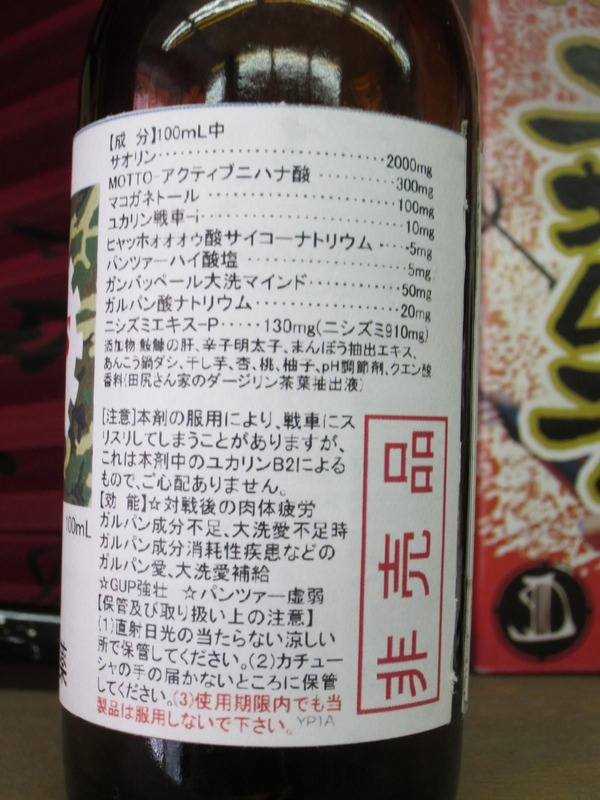 【成 分】100mL中
サオリン……………………………2000mg
MOTTO-アクティブニハナ酸…………300mg
マコガネトール…………………………100mg
ユカリン戦車-i…………………………10mg
ヒヤッホォオォゥ酸サイコーナトリウム…5mg
パンツァーハイ酸塩……………………5mg
ガンバッペール大洗マインド……………50mg
ガルパン酸ナトリウム……………………20mg
ニシズミエキス-P……130mg(ニシズミ910mg)
添加物:鮟鱇の肝、辛子明太子、まんぼう抽出エキス、
あんこう鍋ダシ、干し芋、杏、桃、柚子、pH調節剤、クエン酸
香料(田尻さん家のダージリン茶葉抽出液)
[注意]本剤の服用により、戦車にス
リスリしてしまうことがありますが、
これは本剤中のユカリンB2による
もので、ご心配ありません。
【効 能】☆対戦後の肉体疲労
ガルパン成分不足、大洗愛不足時
ガルパン成分消耗性疾患などの
ガルパン愛、大洗愛補給
☆GUP強壮 ☆パンツァー虚弱
【保管及び取り扱い上の注意】
(1)直射日光の当たらない涼しい
所で保管してください。(2)カチュー
シャの手の届かないところに保管
してください。(3)使用期限内でも当
製品は服用しないで下さい。 YP1A
非売品
100mL